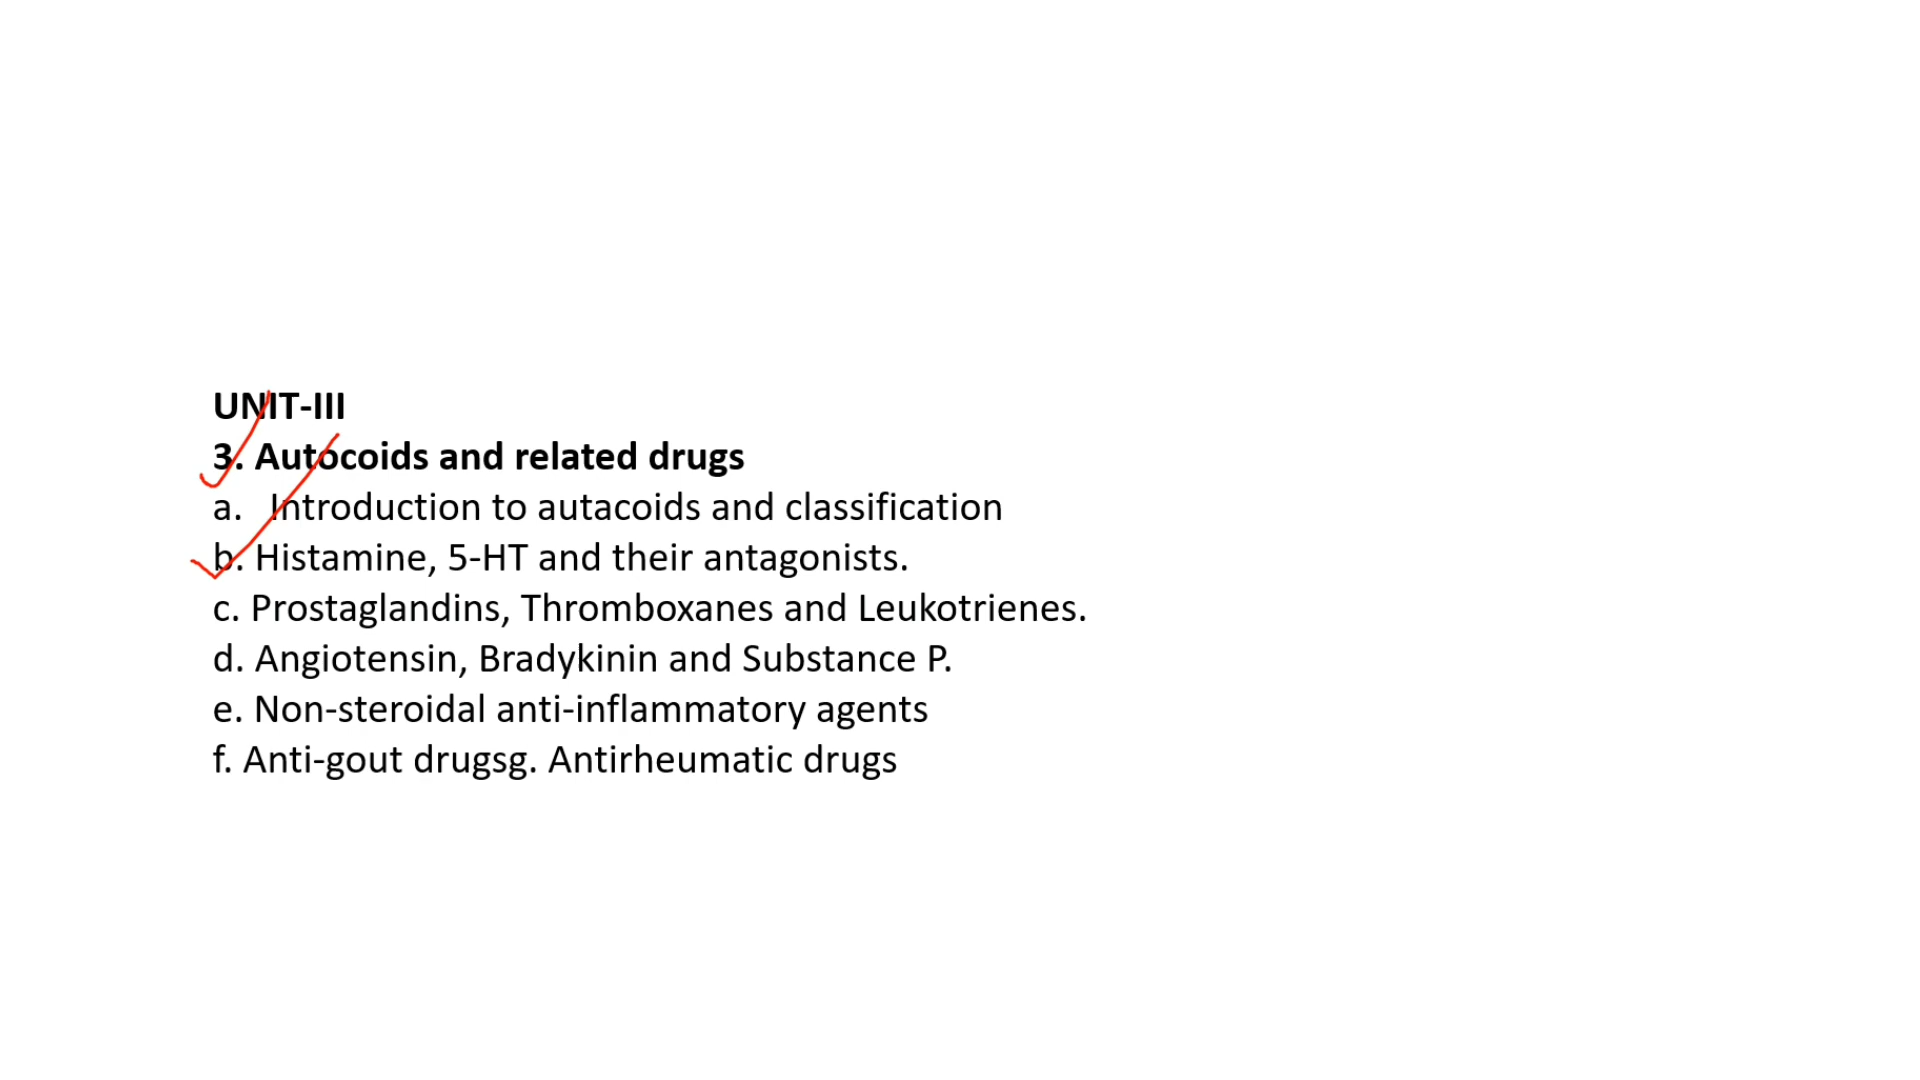 UNIT-III
3. Autocoids and related drugs
a. Introduction to autacoids and classification
b. Histamine, 5-HT and their antagonists.
c. Prostaglandins, Thromboxanes and Leukotrienes.
d. Angiotensin, Bradykinin and Substance P.
e. Non-steroidal anti-inflammatory agents
f. Anti-gout drugsg. Antirheumatic drugs